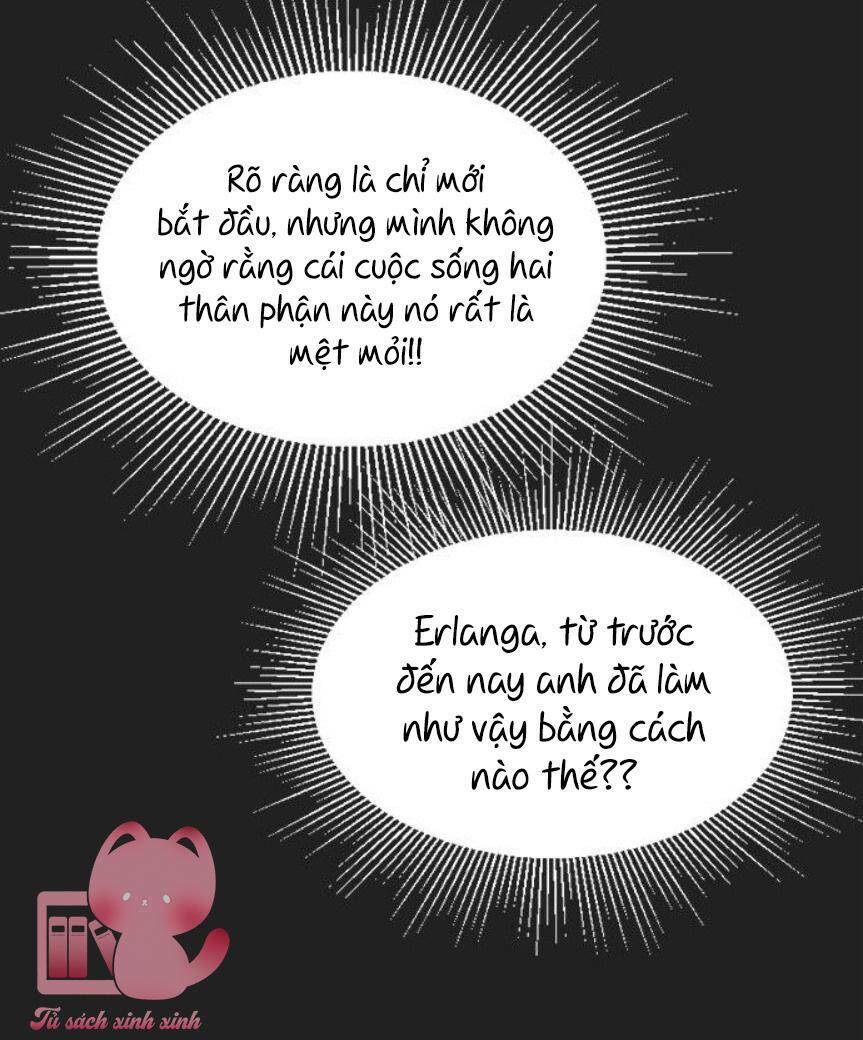 Rõ ràng là chỉ mới
bắt đầu, nhưng mình không
ngờ rằng cái cuộc sống hai
thân phận này nó rất là
mệt mỏi!!
Erlanga, từ trước
đến nay anh đã làm
như vậy bằng cách
nào thế??
Tủ sách xinh xinh